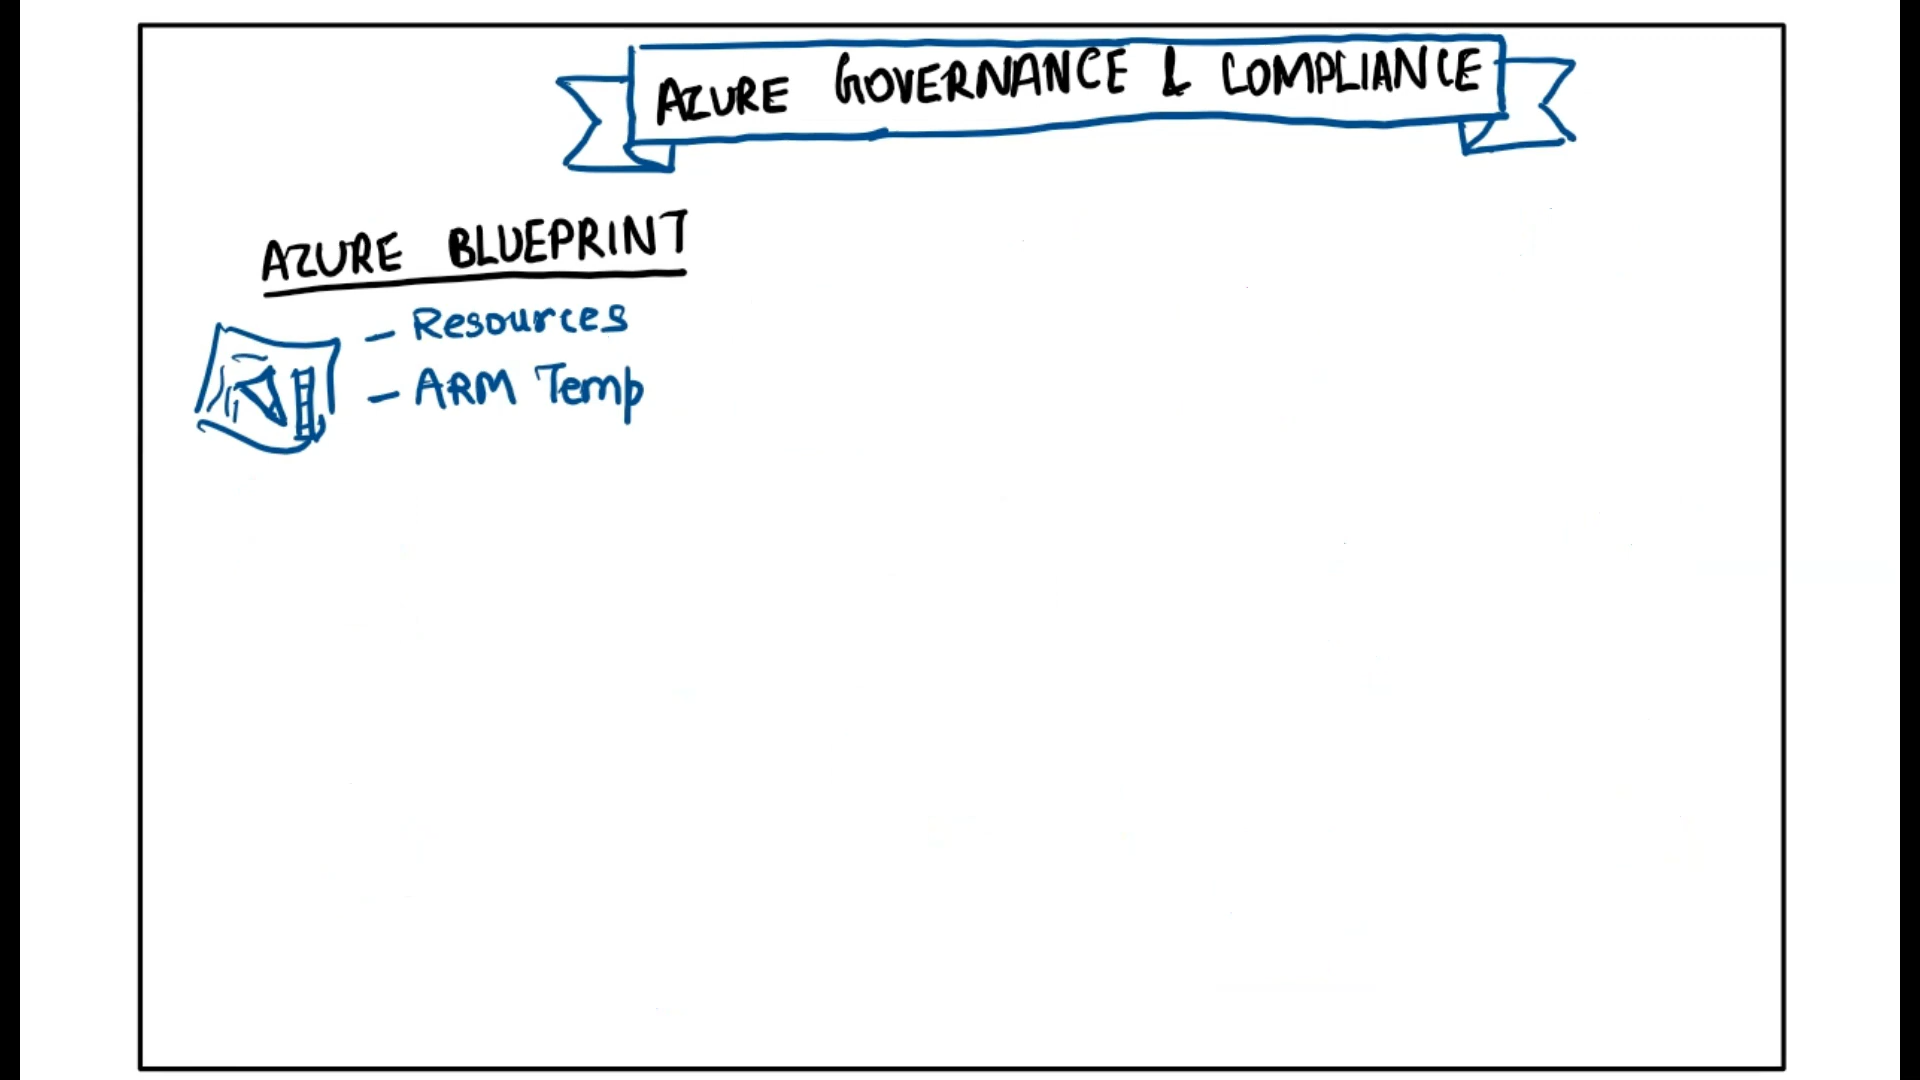 AZURE GOVERNANCE & COMPLIANCE
AZURE BLUEPRINT
- Resources
- ARM Temp